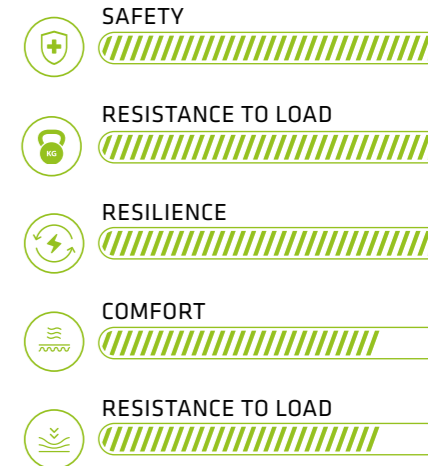 SAFETY
RESISTANCE TO LOAD
KG
RESILIENCE
COMFORT
RESISTANCE TO LOAD